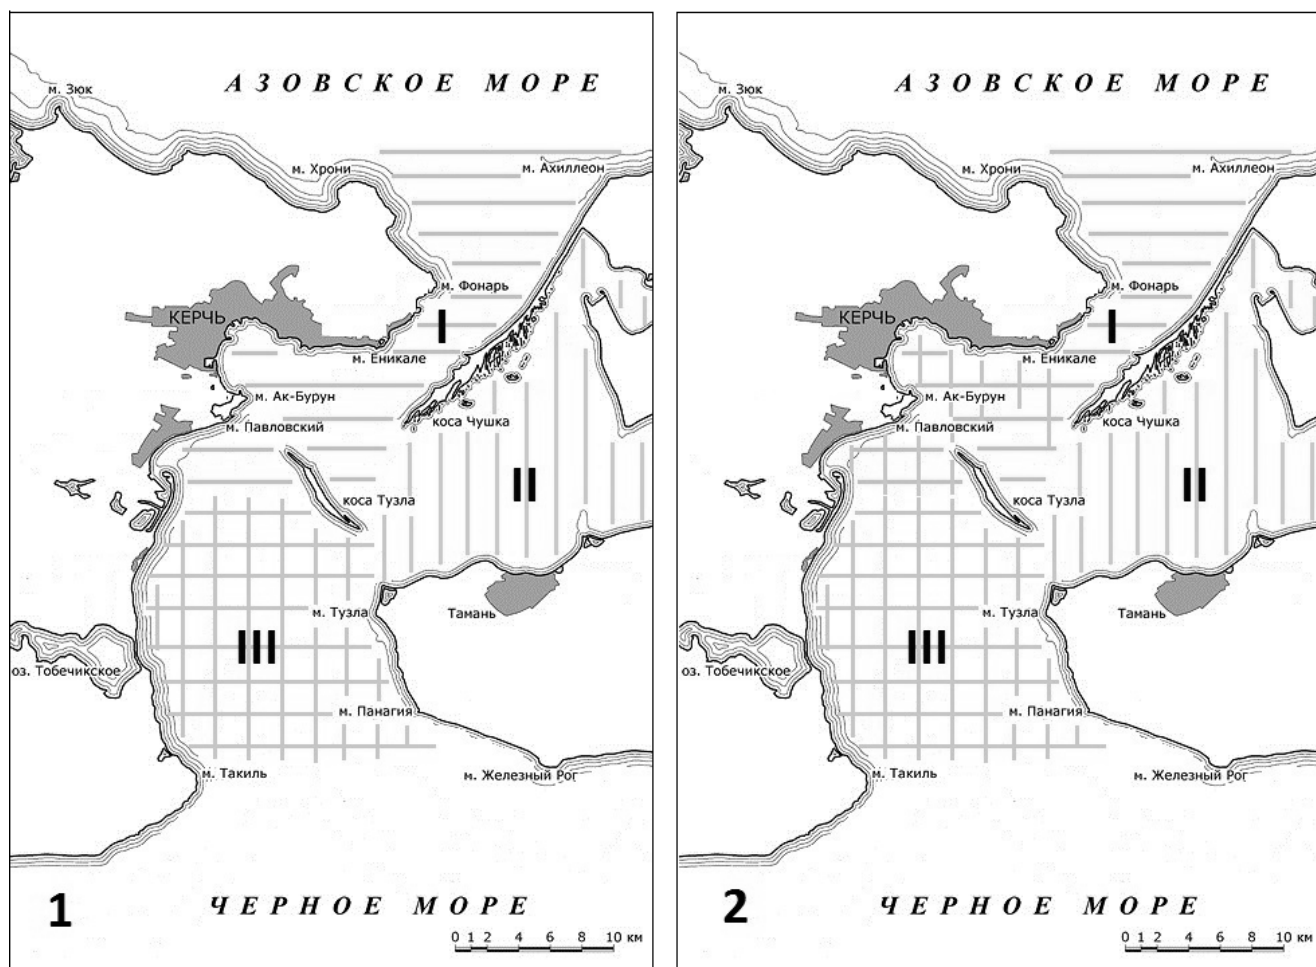 АЗОВСКОЕ МОРЕ
м. Зюк
м. Хрони
м. Ахиллеон
м. Фонарь
КЕРЧЬ
I
м. Еникале
м. Ак-Бурун
коса Чушка
м. Павловский
II
коса Тузла
м. Тузла
Тамань
III
оз. Тобечикское
м. Панагия
м. Такиль
м. Железный Рог
1
ЧЕРНОЕ МОРЕ
0 1 2 4 6 8 10 км
АЗОВСКОЕ МОРЕ
м. Зюк
м. Хрони
м. Ахиллеон
м. Фонарь
КЕРЧЬ
I
м. Еникале
м. Ак-Бурун
коса Чушка
м. Павловский
II
коса Тузла
м. Тузла
Тамань
III
оз. Тобечикское
м. Панагия
м. Такиль
м. Железный Рог
2
ЧЕРНОЕ МОРЕ
0 1 2 4 6 8 10 км